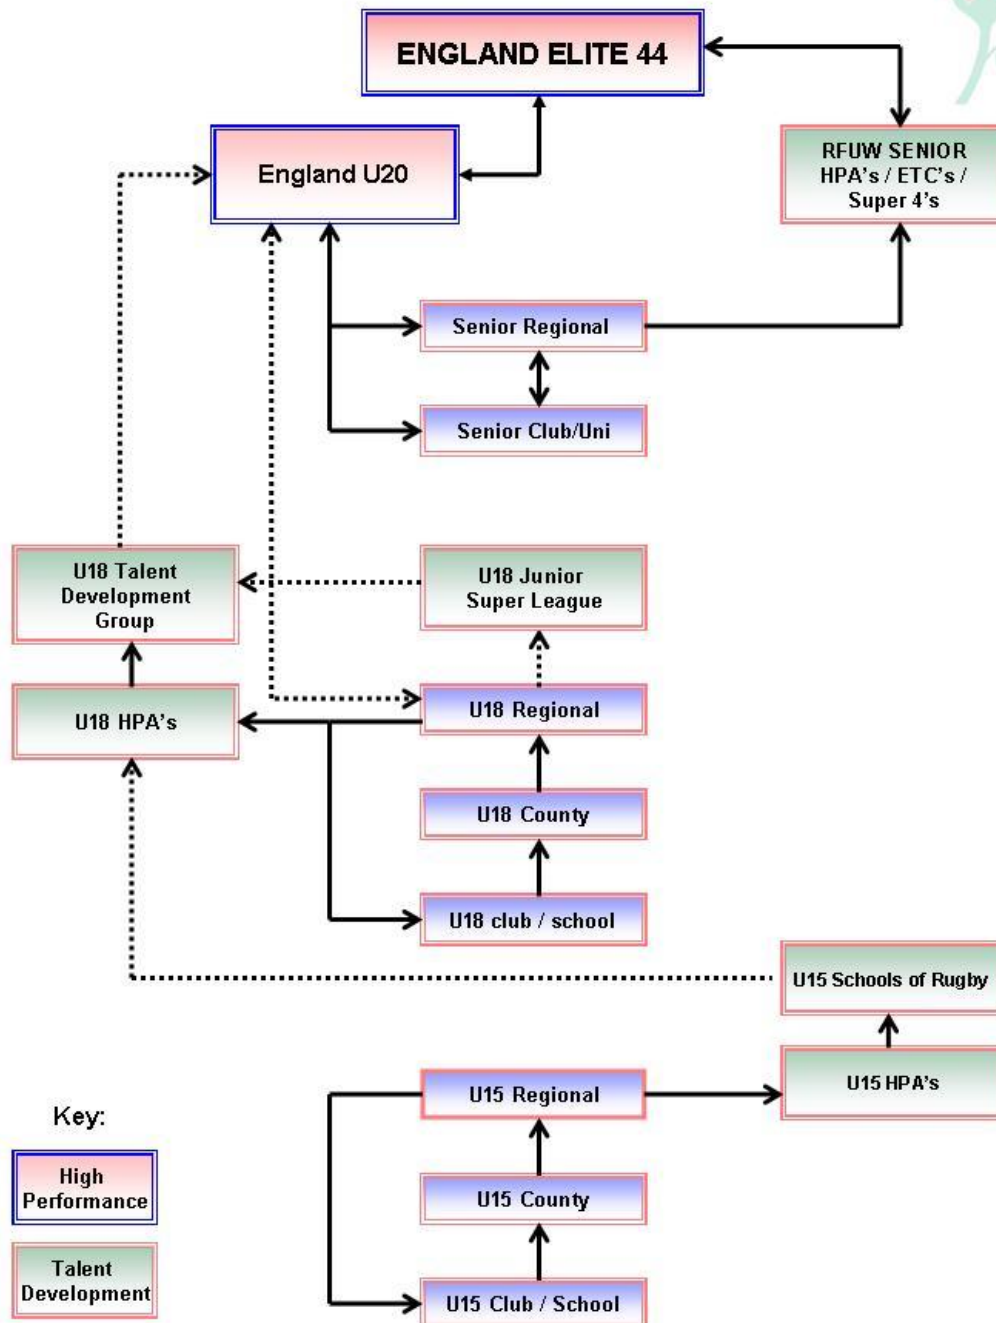 ENGLAND ELITE 44
England U20
RFUW SENIOR
HPA's / ETC's /
Super 4's
Senior Regional
Senior Club/Uni
U18 Talent
Development
Group
U18 Junior
Super League
U18 HPA's
U18 Regional
U18 County
U18 club / school
U15 Schools of Rugby
U15 HPA's
U15 Regional
U15 County
U15 Club / School
Key:
High
Performance
Talent
Development